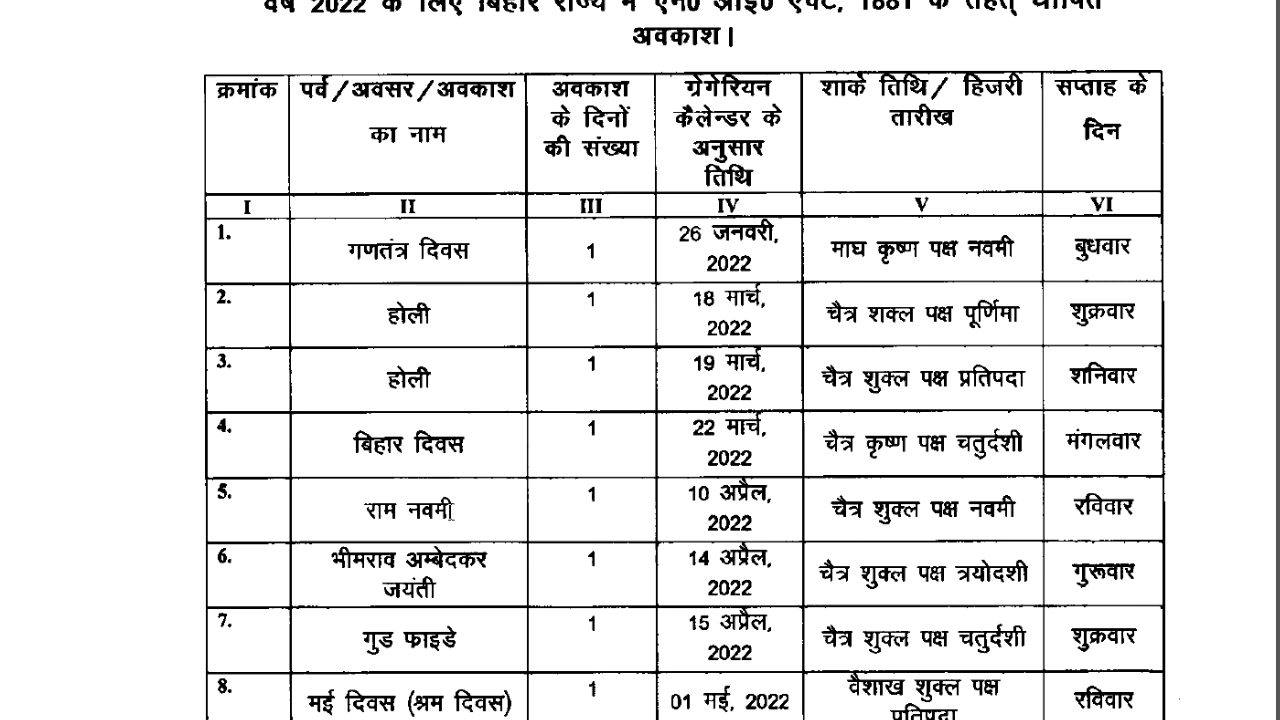 वर्ष 2022 के लिए बिहार राज्य में एन0 आई0 एक्ट, 1881 के तहत् घोषित
अवकाश।
क्रमांक पर्व/अवसर/अवकाश का नाम अवकाश के दिनों की संख्या ग्रेगेरियन कैलेन्डर के अनुसार तिथि शाके तिथि/ हिजरी तारीख सप्ताह के दिन
I II III IV V VI
1. गणतंत्र दिवस 1 26 जनवरी, 2022 माघ कृष्ण पक्ष नवमी बुधवार
2. होली 1 18 मार्च, 2022 चैत्र शक्ल पक्ष पूर्णिमा शुक्रवार
3. होली 1 19 मार्च, 2022 चैत्र शुक्ल पक्ष प्रतिपदा शनिवार
4. बिहार दिवस 1 22 मार्च, 2022 चैत्र कृष्ण पक्ष चतुर्दशी मंगलवार
5. राम नवमी 1 10 अप्रैल, 2022 चैत्र शुक्ल पक्ष नवमी रविवार
6. भीमराव अम्बेदकर जयंती 1 14 अप्रैल, 2022 चैत्र शुक्ल पक्ष त्रयोदशी गुरूवार
7. गुड फाइडे 1 15 अप्रैल, 2022 चैत्र शुक्ल पक्ष चतुर्दशी शुक्रवार
8. मई दिवस (श्रम दिवस) 1 01 मई, 2022 वैशाख शुक्ल पक्ष प्रतिपदा रविवार